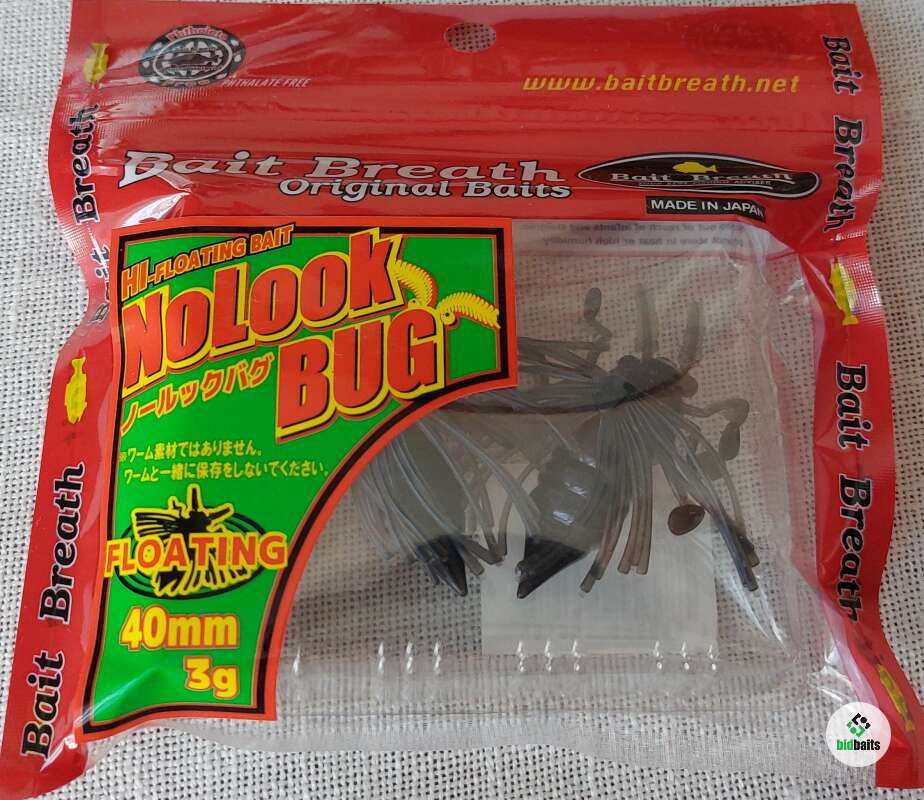 Phthalate
PHTHALATE FREE
www.baitbreath.net
Bait Breath
Original Baits
Bait Breath
MADE IN JAPAN
HI-FLOATING BAIT
NoLook
BUG
ノールックバグ
※ワーム素材ではありません。
ワームと一緒に保存をしないでください。
FLOATING
40mm
3g
Bait Breath
Bait Breath
Bait Breath
Bait Breath
bidbaits